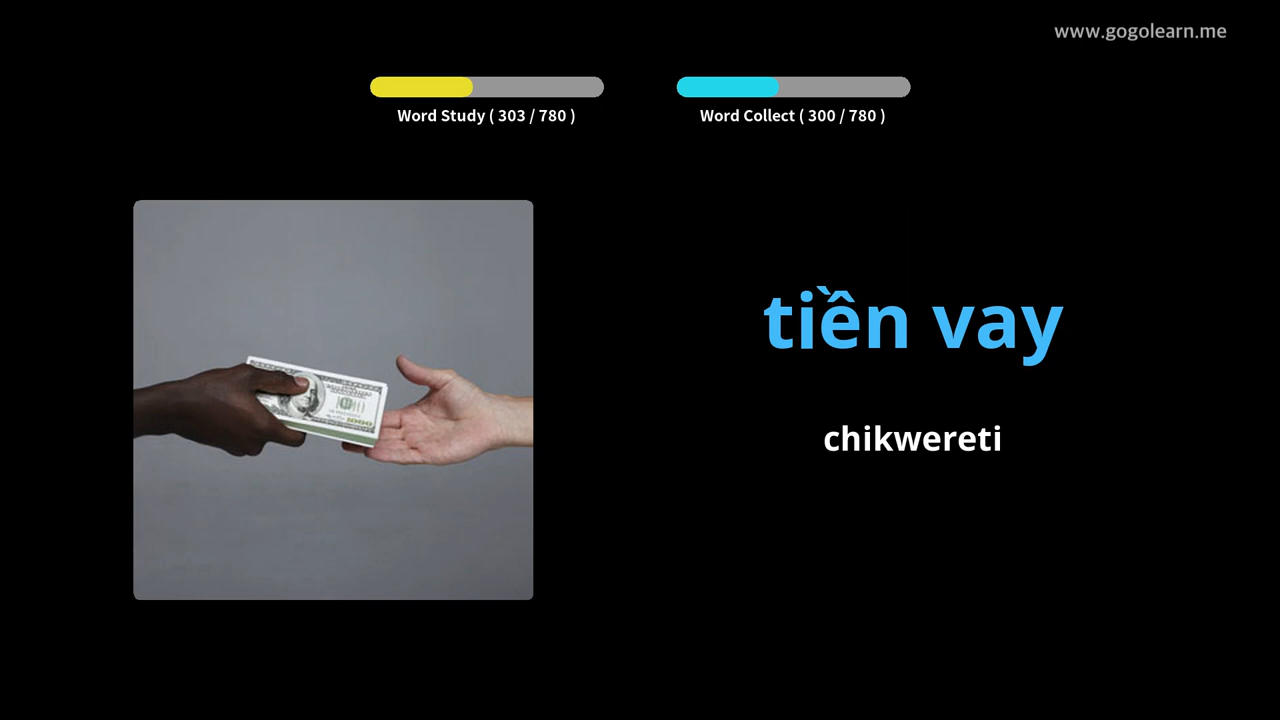 www.gogolearn.me
Word Study ( 303 / 780 )
Word Collect ( 300 / 780 )
tiền vay
chikwereti